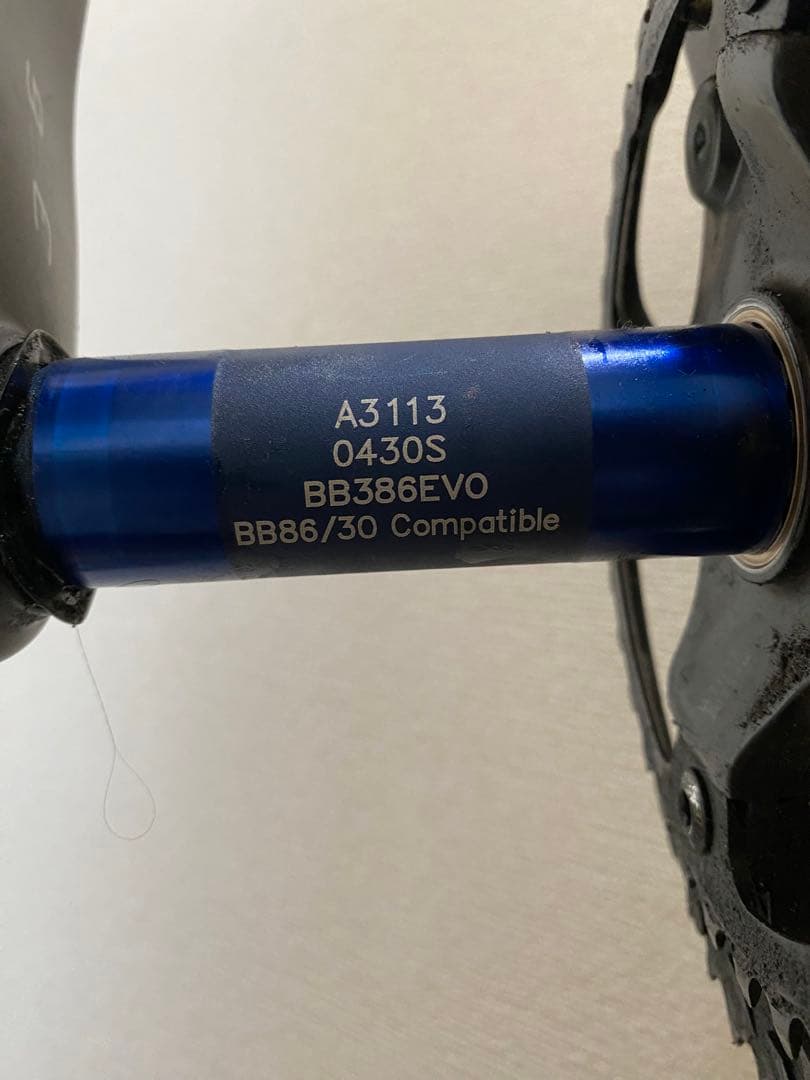 A3113
0430S
BB386EVO
BB86/30 Compatible